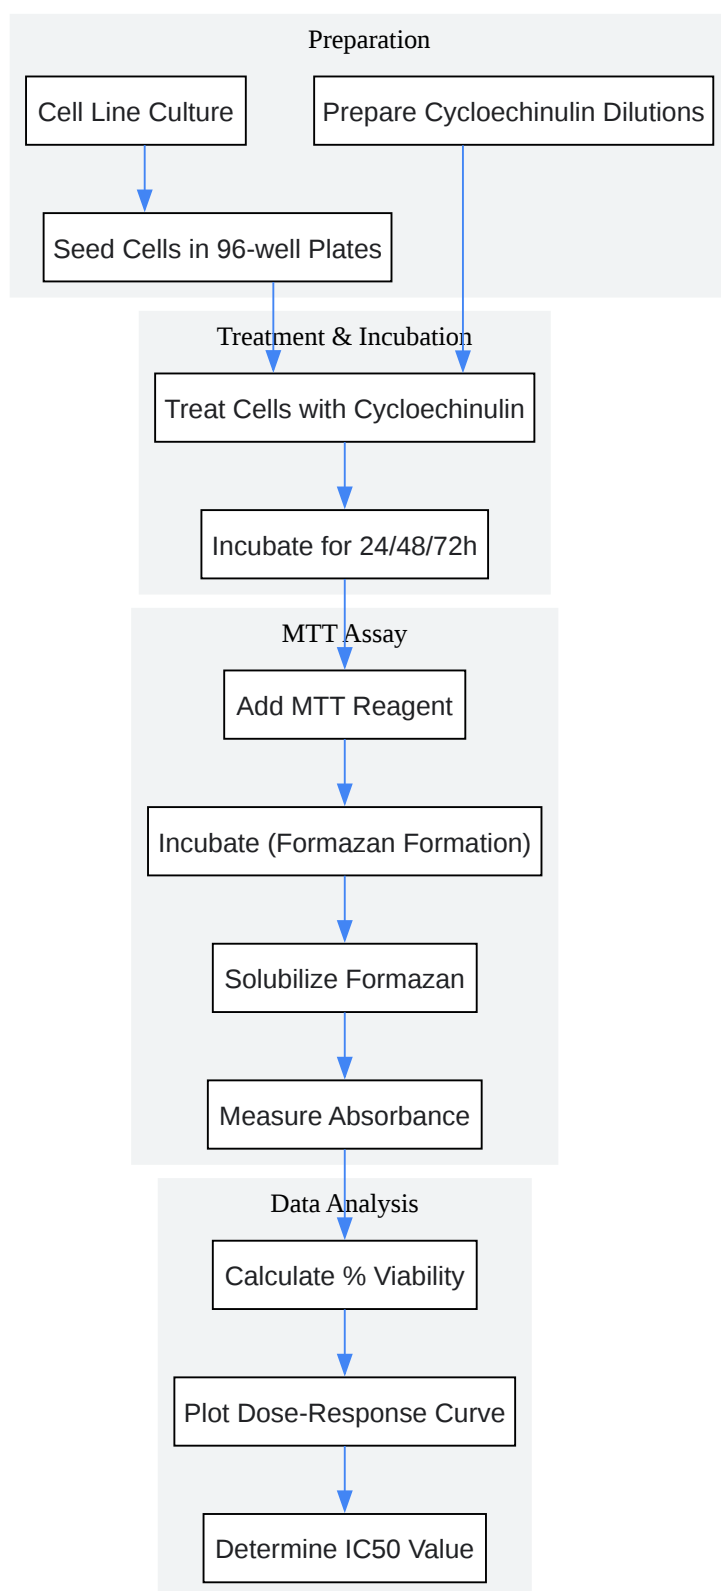 Preparation
Cell Line Culture
Prepare Cycloechinulin Dilutions
Seed Cells in 96-well Plates
Treatment & Incubation
Treat Cells with Cycloechinulin
Incubate for 24/48/72h
MTT Assay
Add MTT Reagent
Incubate (Formazan Formation)
Solubilize Formazan
Measure Absorbance
Data Analysis
Calculate % Viability
Plot Dose-Response Curve
Determine IC50 Value